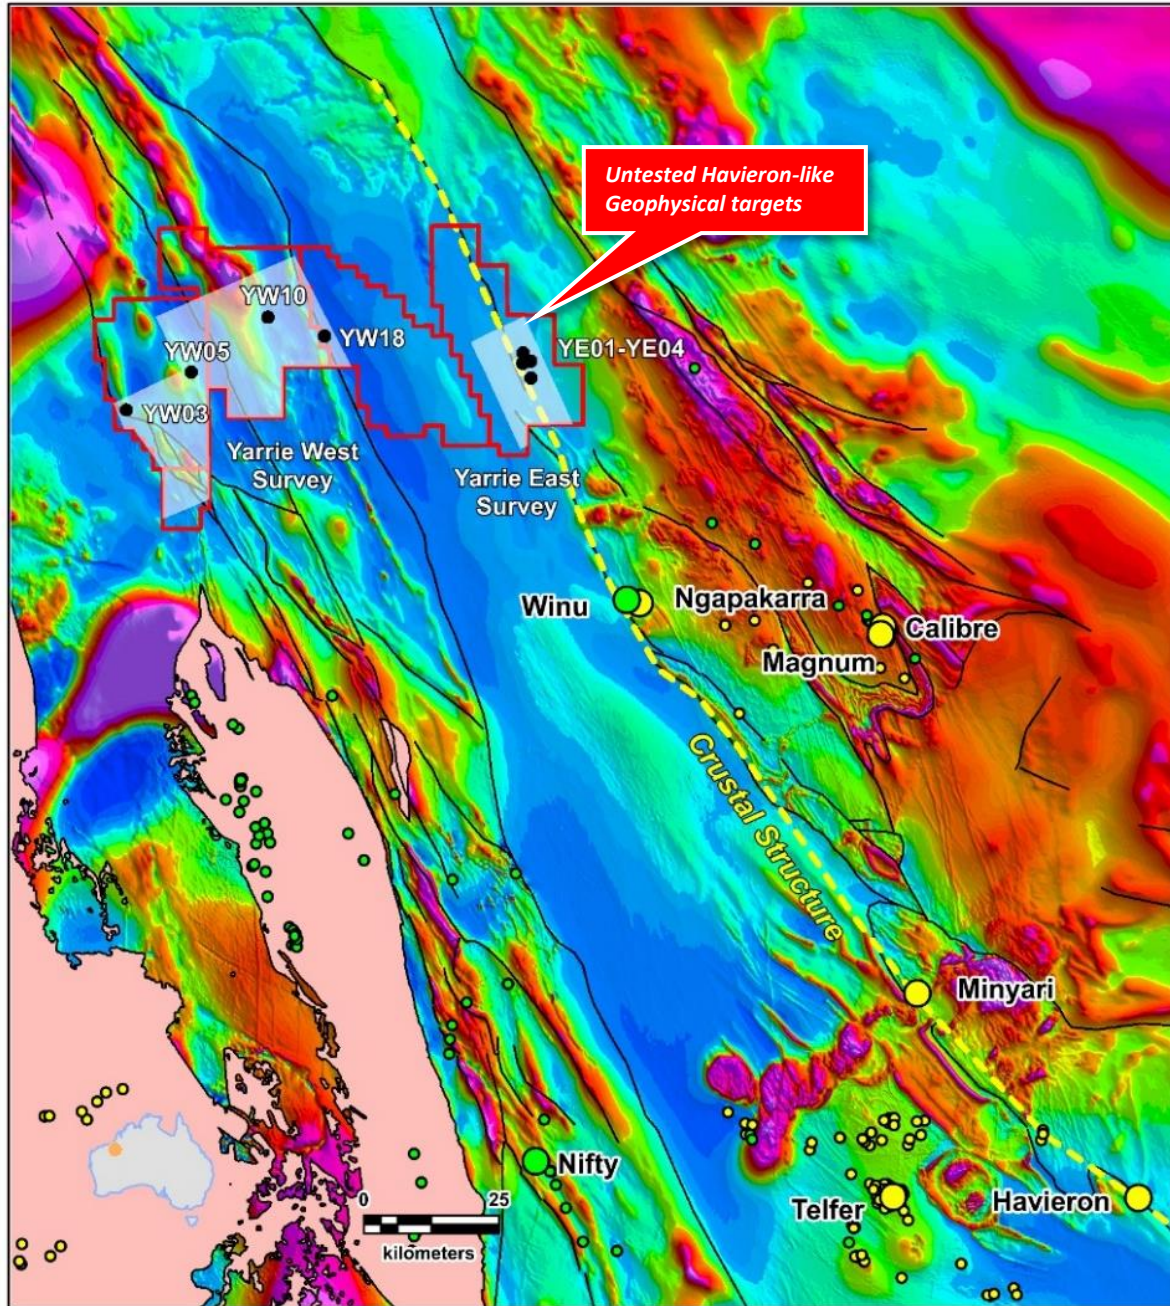 Untested Havieron-like
Geophysical targets
YW10
YW18
YE01-YE04
YW05
YW03
Yarrie West
Survey
Yarrie East
Survey
Winu
Ngapakarra
Calibre
Magnum
Crustal Structure
Minyari
Nifty
Telfer
Havieron
0 25
kilometers